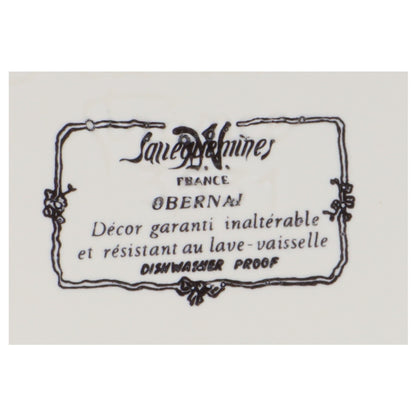 Sarreguemines
FRANCE
OBERNAI
Décor garanti inaltérable
et résistant au lave-vaisselle
DISHWASHER PROOF